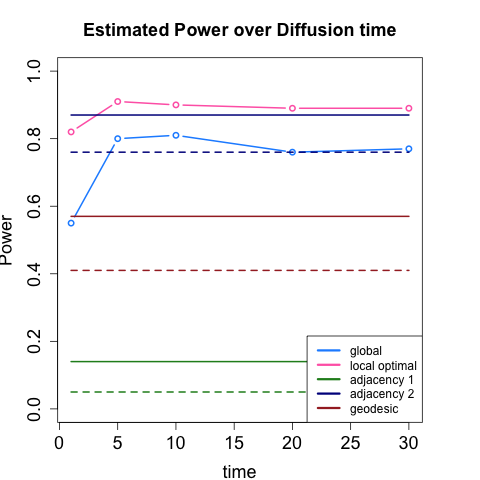 Estimated Power over Diffusion time
Power
1.0
0.8
0.6
0.4
0.2
0.0
0 5 10 15 20 25 30
time
global
local optimal
adjacency 1
adjacency 2
geodesic